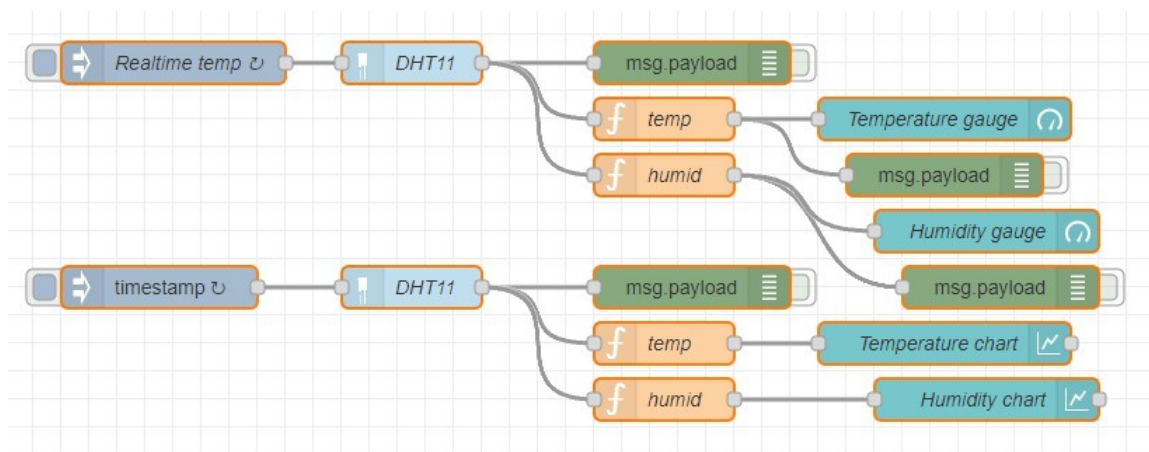 Realtime temp ↻ DHT11 msg.payload
temp Temperature gauge
humid msg.payload
Humidity gauge
timestamp ↻ DHT11 msg.payload msg.payload
temp Temperature chart
humid Humidity chart